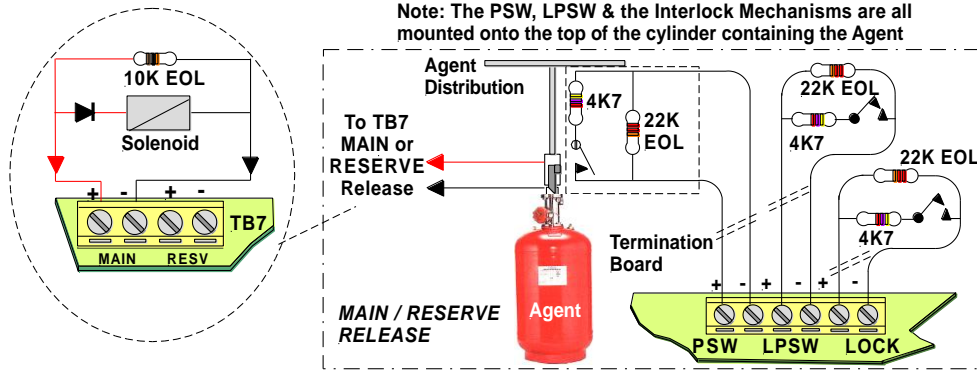 Note: The PSW, LPSW & the Interlock Mechanisms are all
mounted onto the top of the cylinder containing the Agent
10K EOL
Solenoid
+ - + -
TB7
MAIN RESV
To TB7
MAIN or
RESERVE
Release
Agent
Distribution
4K7
22K
EOL
22K EOL
4K7
22K EOL
4K7
Termination
Board
MAIN / RESERVE
RELEASE
Agent
+ - + - + -
PSW LPSW LOCK